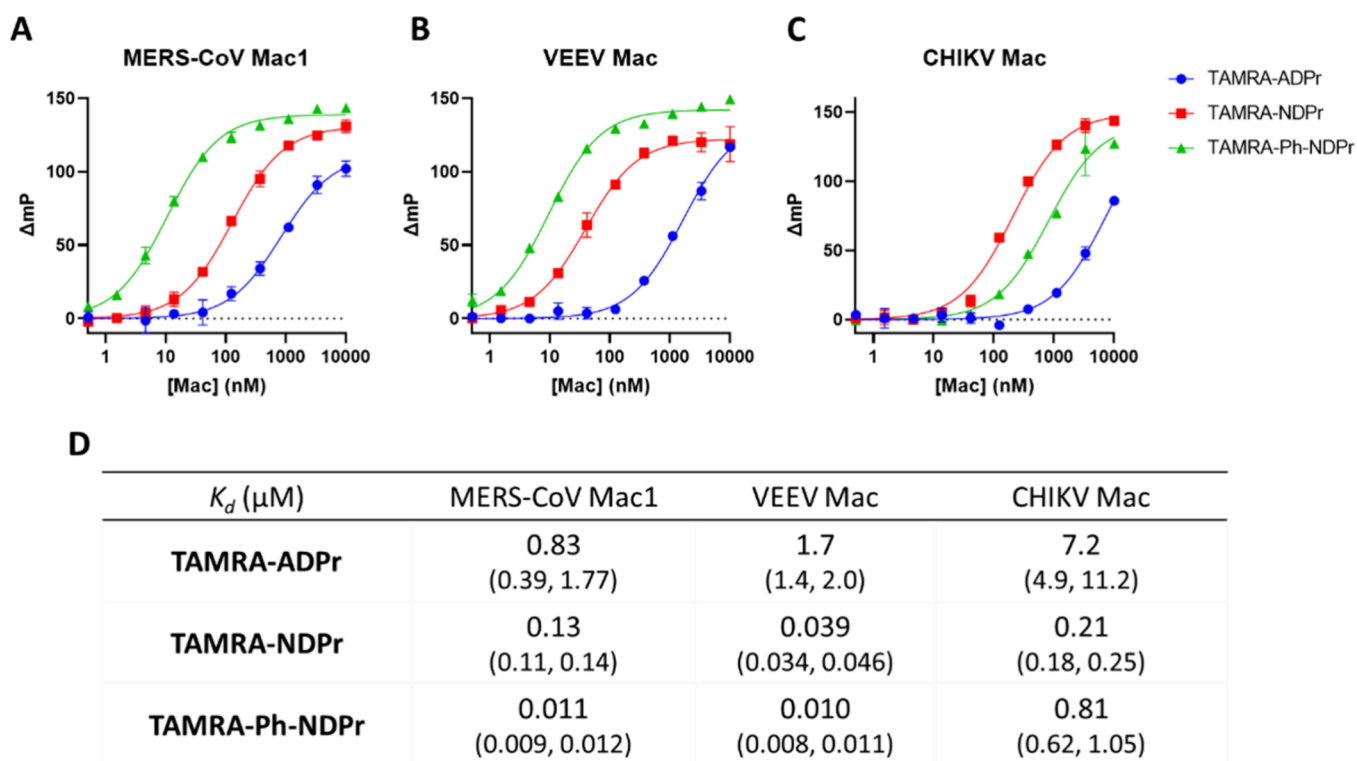 A
MERS-CoV Mac1
150
100
50
0
ΔmP
1
10
100
1000
10000
[Mac] (nM)
B
VEEV Mac
150
100
50
0
ΔmP
1
10
100
1000
10000
[Mac] (nM)
C
CHIKV Mac
150
100
50
0
ΔmP
1
10
100
1000
10000
[Mac] (nM)
TAMRA-ADPr
TAMRA-NDPr
TAMRA-Ph-NDPr
D
Kd (μM) MERS-CoV Mac1 VEEV Mac CHIKV Mac
TAMRA-ADPr 0.83 1.7 7.2
(0.39, 1.77) (1.4, 2.0) (4.9, 11.2)
TAMRA-NDPr 0.13 0.039 0.21
(0.11, 0.14) (0.034, 0.046) (0.18, 0.25)
TAMRA-Ph-NDPr 0.011 0.010 0.81
(0.009, 0.012) (0.008, 0.011) (0.62, 1.05)